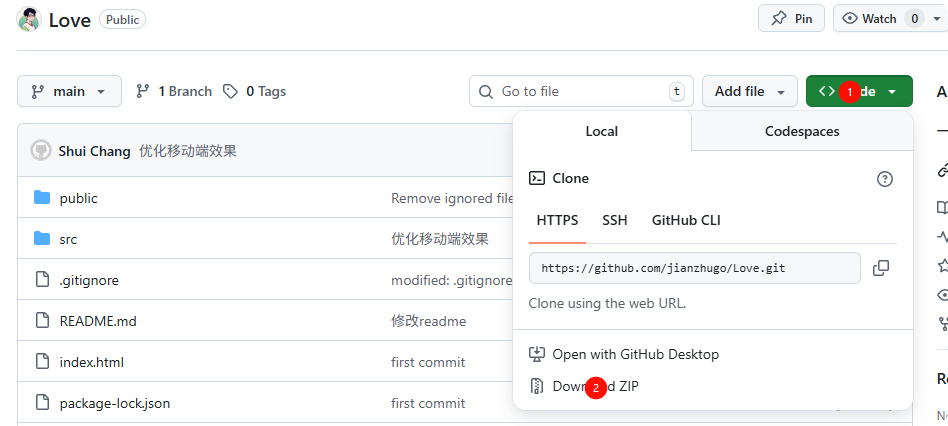 Love Public Pin Watch 0
main 1 Branch 0 Tags Go to file t Add file 1 de
Local Codespaces
Shui Chang 优化移动端效果
Clone
public Remove ignored file
HTTPS SSH GitHub CLI
src 优化移动端效果
https://github.com/jianzhugo/Love.git
.gitignore modified: .gitignore
Clone using the web URL.
README.md 修改readme
index.html first commit
Open with GitHub Desktop
Download ZIP 2
package-lock.json first commit